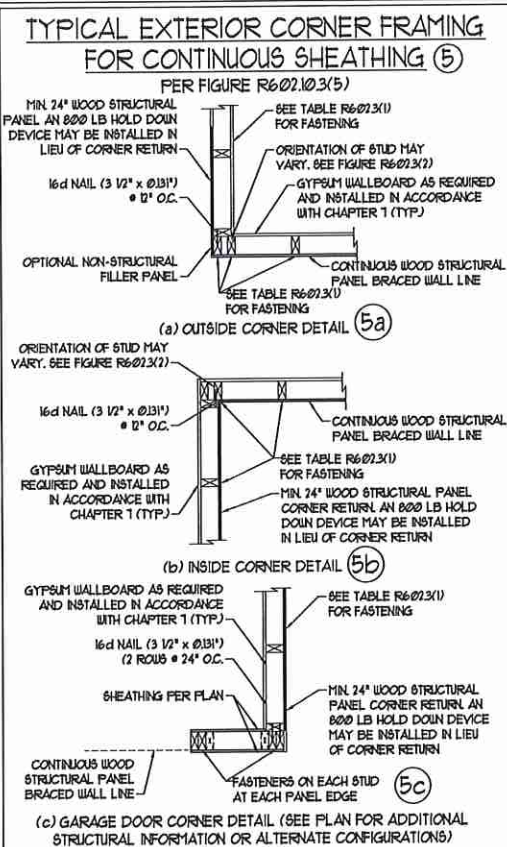 TYPICAL EXTERIOR CORNER FRAMING
FOR CONTINUOUS SHEATHING 5
PER FIGURE R602.10.3(5)
MIN. 24" WOOD STRUCTURAL
PANEL AN 800 LB HOLD DOWN
DEVICE MAY BE INSTALLED IN
LIEU OF CORNER RETURN
16d NAIL (3 1/2" x 0.131")
@ 12" O.C.
OPTIONAL NON-STRUCTURAL
FILLER PANEL
SEE TABLE R602.3(1)
FOR FASTENING
ORIENTATION OF STUD MAY
VARY. SEE FIGURE R602.3(2)
GYPSUM WALLBOARD AS REQUIRED
AND INSTALLED IN ACCORDANCE
WITH CHAPTER 7 (TYP.)
CONTINUOUS WOOD STRUCTURAL
PANEL BRACED WALL LINE
SEE TABLE R602.3(1)
FOR FASTENING
(a) OUTSIDE CORNER DETAIL 5a
ORIENTATION OF STUD MAY
VARY. SEE FIGURE R602.3(2)
16d NAIL (3 1/2" x 0.131")
@ 12" O.C.
GYPSUM WALLBOARD AS
REQUIRED AND INSTALLED
IN ACCORDANCE WITH
CHAPTER 7 (TYP.)
CONTINUOUS WOOD STRUCTURAL
PANEL BRACED WALL LINE
SEE TABLE R602.3(1)
FOR FASTENING
MIN. 24" WOOD STRUCTURAL PANEL
CORNER RETURN. AN 800 LB HOLD
DOWN DEVICE MAY BE INSTALLED
IN LIEU OF CORNER RETURN
(b) INSIDE CORNER DETAIL 5b
GYPSUM WALLBOARD AS REQUIRED
AND INSTALLED IN ACCORDANCE
WITH CHAPTER 7 (TYP.)
16d NAIL (3 1/2" x 0.131")
(2 ROWS @ 24" O.C.
SHEATHING PER PLAN
CONTINUOUS WOOD
STRUCTURAL PANEL
BRACED WALL LINE
SEE TABLE R602.3(1)
FOR FASTENING
MIN. 24" WOOD STRUCTURAL
PANEL CORNER RETURN. AN
800 LB HOLD DOWN DEVICE
MAY BE INSTALLED IN LIEU
OF CORNER RETURN
FASTENERS ON EACH STUD
AT EACH PANEL EDGE
5c
(c) GARAGE DOOR CORNER DETAIL (SEE PLAN FOR ADDITIONAL
STRUCTURAL INFORMATION OR ALTERNATE CONFIGURATIONS)